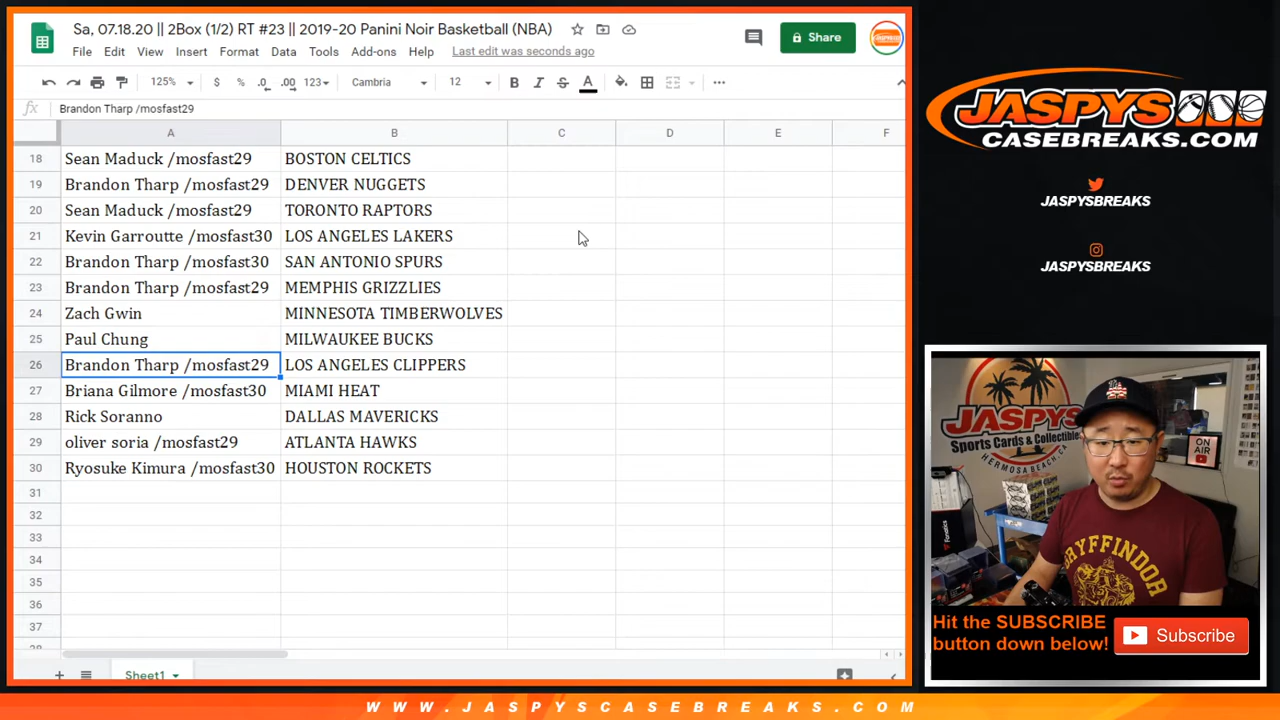 Sa, 07.18.20 || 2Box (1/2) RT #23 || 2019-20 Panini Noir Basketball (NBA)
File Edit View Insert Format Data Tools Add-ons Help Last edit was seconds ago
Share
125% $ % .0 .00 123 Cambria 12 B I S A
fx Brandon Tharp /mosfast29
A B C D E F
18 Sean Maduck /mosfast29 BOSTON CELTICS
19 Brandon Tharp /mosfast29 DENVER NUGGETS
20 Sean Maduck /mosfast29 TORONTO RAPTORS
21 Kevin Garroutte /mosfast30 LOS ANGELES LAKERS
22 Brandon Tharp /mosfast30 SAN ANTONIO SPURS
23 Brandon Tharp /mosfast29 MEMPHIS GRIZZLIES
24 Zach Gwin MINNESOTA TIMBERWOLVES
25 Paul Chung MILWAUKEE BUCKS
26 Brandon Tharp /mosfast29 LOS ANGELES CLIPPERS
27 Briana Gilmore /mosfast30 MIAMI HEAT
28 Rick Soranno DALLAS MAVERICKS
29 oliver soria /mosfast29 ATLANTA HAWKS
30 Ryosuke Kimura /mosfast30 HOUSTON ROCKETS
31
32
33
34
35
36
37
Sheet1
JASPYS
CASEBREAKS.COM
JASPYSBREAKS
JASPYSBREAKS
JASPYS
Sports Cards & Collectibles
HERMOSA BEACH, CA
ON AIR
Fanatics
GRYFFINDOR
Hit the SUBSCRIBE
button down below!
Subscribe
WWW.JASPYSCASEBREAKS.COM